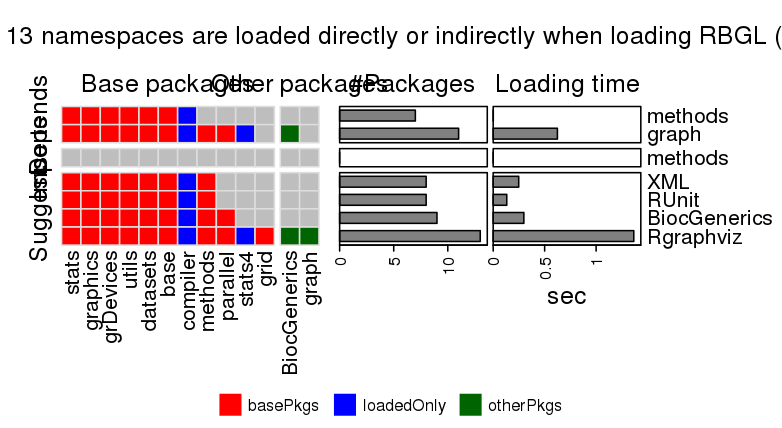 13 namespaces are loaded directly or indirectly when loading RBGL (
Base packages
Other packages
#Packages
Loading time
Depends
Suggests
methods
graph
methods
XML
RUnit
BiocGenerics
Rgraphviz
stats
graphics
grDevices
utils
datasets
base
compiler
methods
parallel
stats4
grid
BiocGenerics
graph
0
5
10
0
0.5
1
sec
basePkgs
loadedOnly
otherPkgs